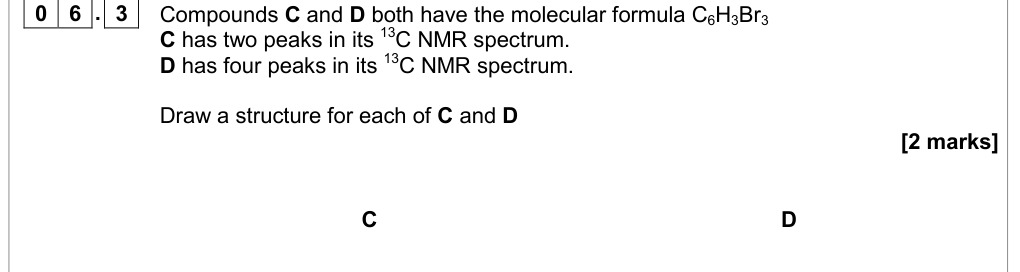 0 6 . 3 Compounds C and D both have the molecular formula C₆H₃Br₃
C has two peaks in its ¹³C NMR spectrum.
D has four peaks in its ¹³C NMR spectrum.
Draw a structure for each of C and D
[2 marks]
C D